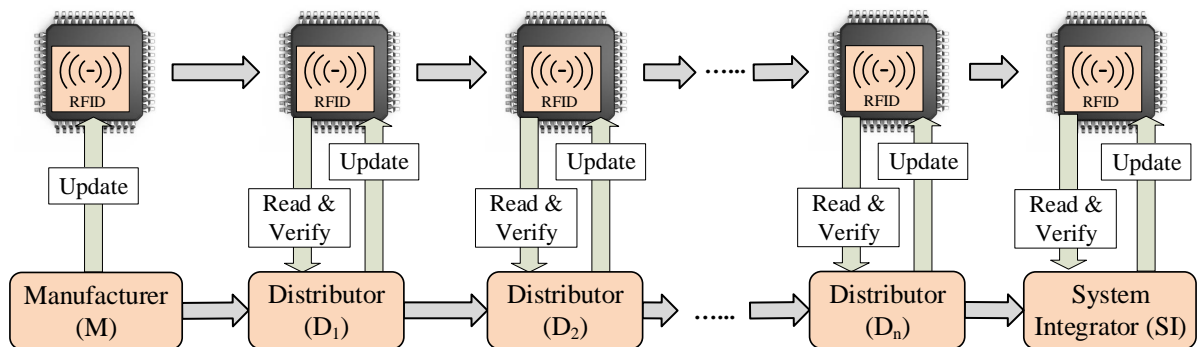 ((( - )))
RFID
((( - )))
RFID
((( - )))
RFID
......
((( - )))
RFID
((( - )))
RFID
Update
Read &
Verify
Update
Read &
Verify
Update
Read &
Verify
Update
Read &
Verify
Update
Manufacturer
(M)
Distributor
(D₁)
Distributor
(D₂)
......
Distributor
(Dₙ)
System
Integrator (SI)